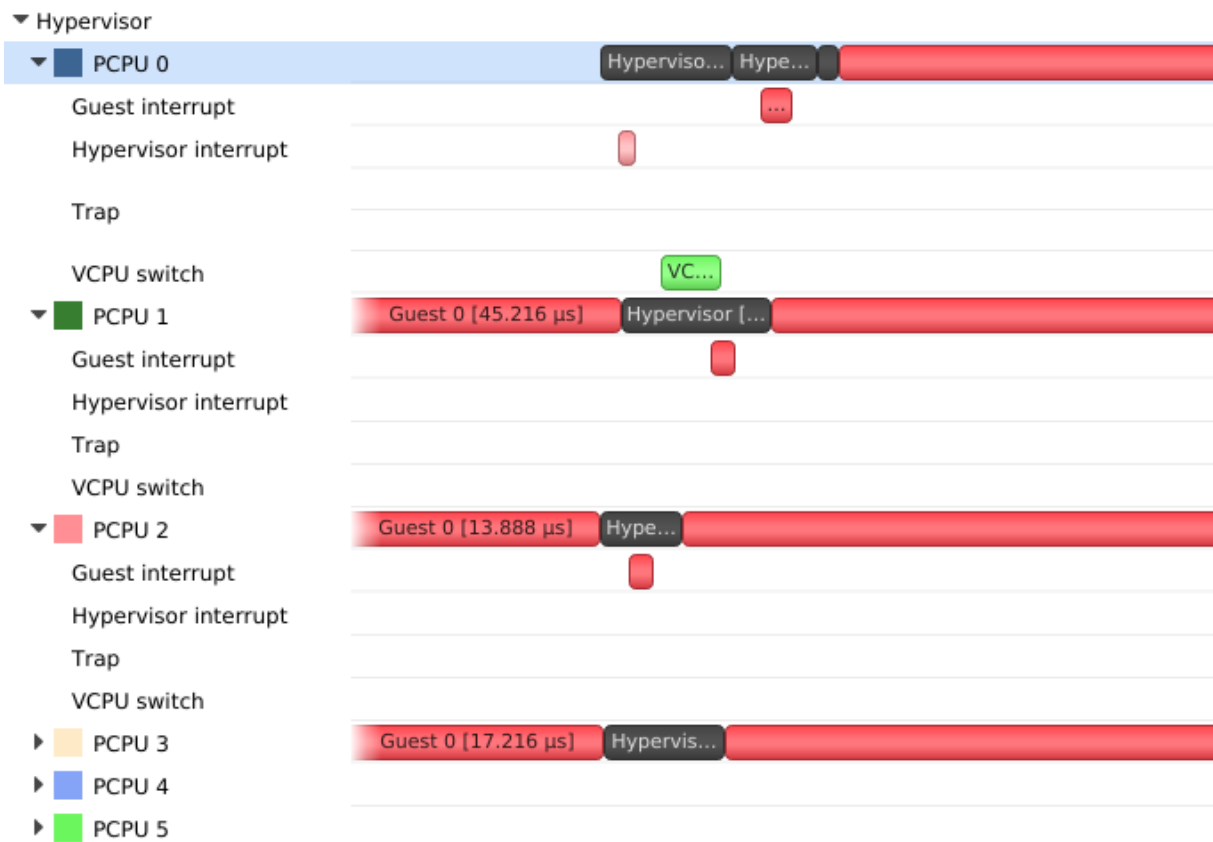 Hypervisor
PCPU 0 Hyperviso... Hype...
Guest interrupt ...
Hypervisor interrupt
Trap
VCPU switch VC...
PCPU 1 Guest 0 [45.216 µs] Hypervisor [...
Guest interrupt
Hypervisor interrupt
Trap
VCPU switch
PCPU 2 Guest 0 [13.888 µs] Hype...
Guest interrupt
Hypervisor interrupt
Trap
VCPU switch
PCPU 3 Guest 0 [17.216 µs] Hypervis...
PCPU 4
PCPU 5